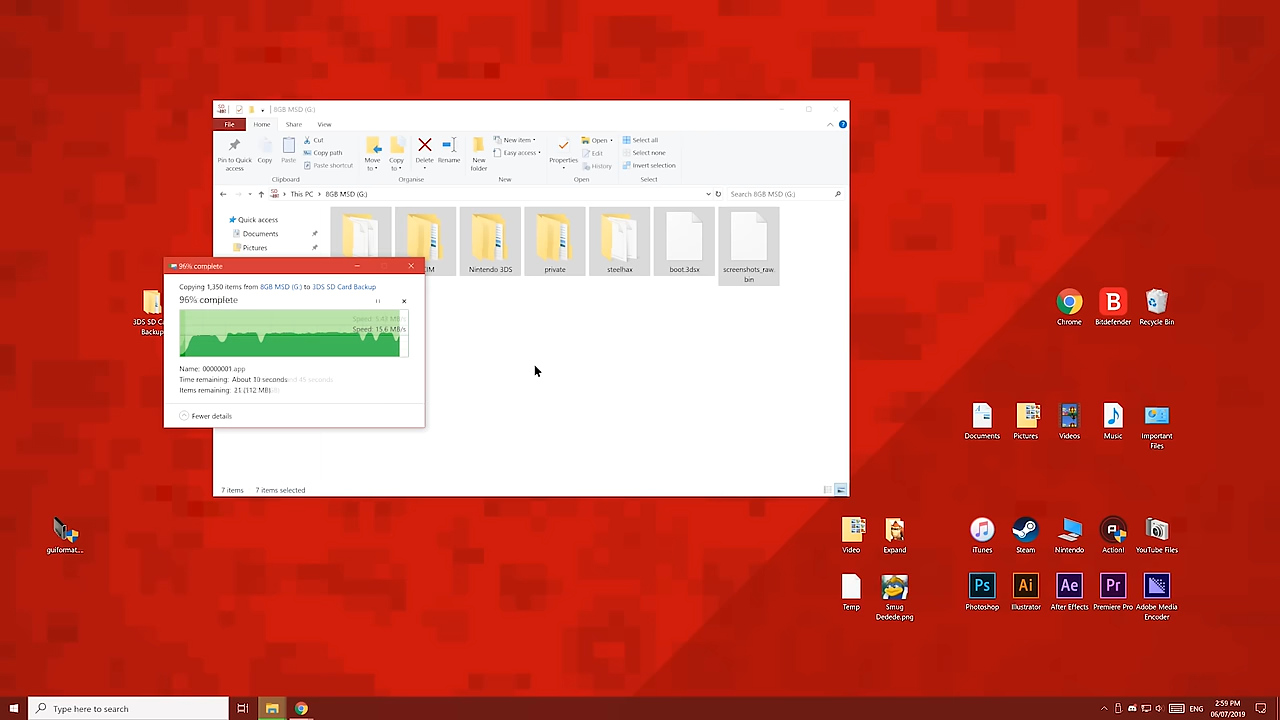 8GB MSD (G:)
File Home Share View
Pin to Quick access
Copy
Paste
Cut
Copy path
Paste shortcut
Clipboard
Move to
Copy to
Delete
Rename
Organise
New folder
New item
Easy access
New
Properties
Open
Edit
History
Open
Select all
Select none
Invert selection
Select
This PC > 8GB MSD (G:)
Search 8GB MSD (G:)
Quick access
Documents
Pictures
Nintendo 3DS
private
steelhax
boot.3dsx
screenshots_raw.
bin
96% complete
Copying 1,350 items from 8GB MSD (G:) to 3DS SD Card Backup
96% complete
Speed: 15.6 MB/s
Name: 00000001.app
Time remaining: About 10 seconds
Items remaining: 21 (112 MB)
Fewer details
7 items 7 items selected
3DS SD Ca
Backup
guiformat...
Chrome
Bitdefender
Recycle Bin
Documents
Pictures
Videos
Music
Important
Files
Video
Expand
iTunes
Steam
Nintendo
Action!
YouTube Files
Temp
Smug
Dedede.png
Ps
Photoshop
Ai
Illustrator
Ae
After Effects
Pr
Premiere Pro
Adobe Media
Encoder
Type here to search
ENG
2:59 PM
06/07/2019